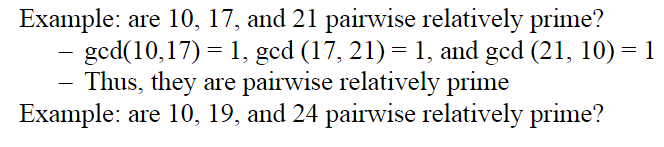 Example: are 10, 17, and 21 pairwise relatively prime?
– gcd(10,17) = 1, gcd (17, 21) = 1, and gcd (21, 10) = 1
– Thus, they are pairwise relatively prime
Example: are 10, 19, and 24 pairwise relatively prime?